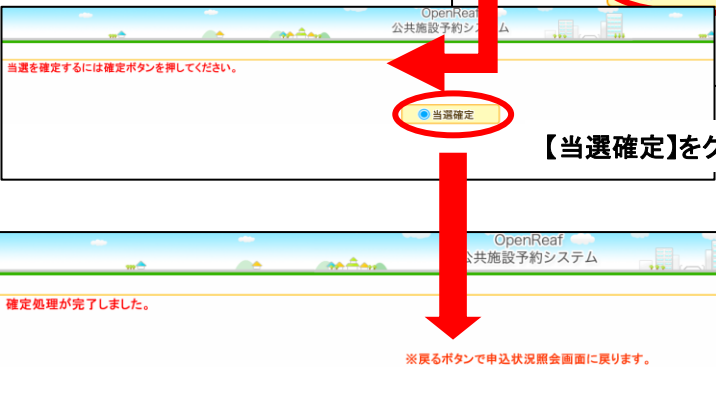 OpenReaf
公共施設予約システム
当選を確定するには確定ボタンを押してください。
当選確定
【当選確定】をク
OpenReaf
公共施設予約システム
確定処理が完了しました。
※戻るボタンで申込状況照会画面に戻ります。